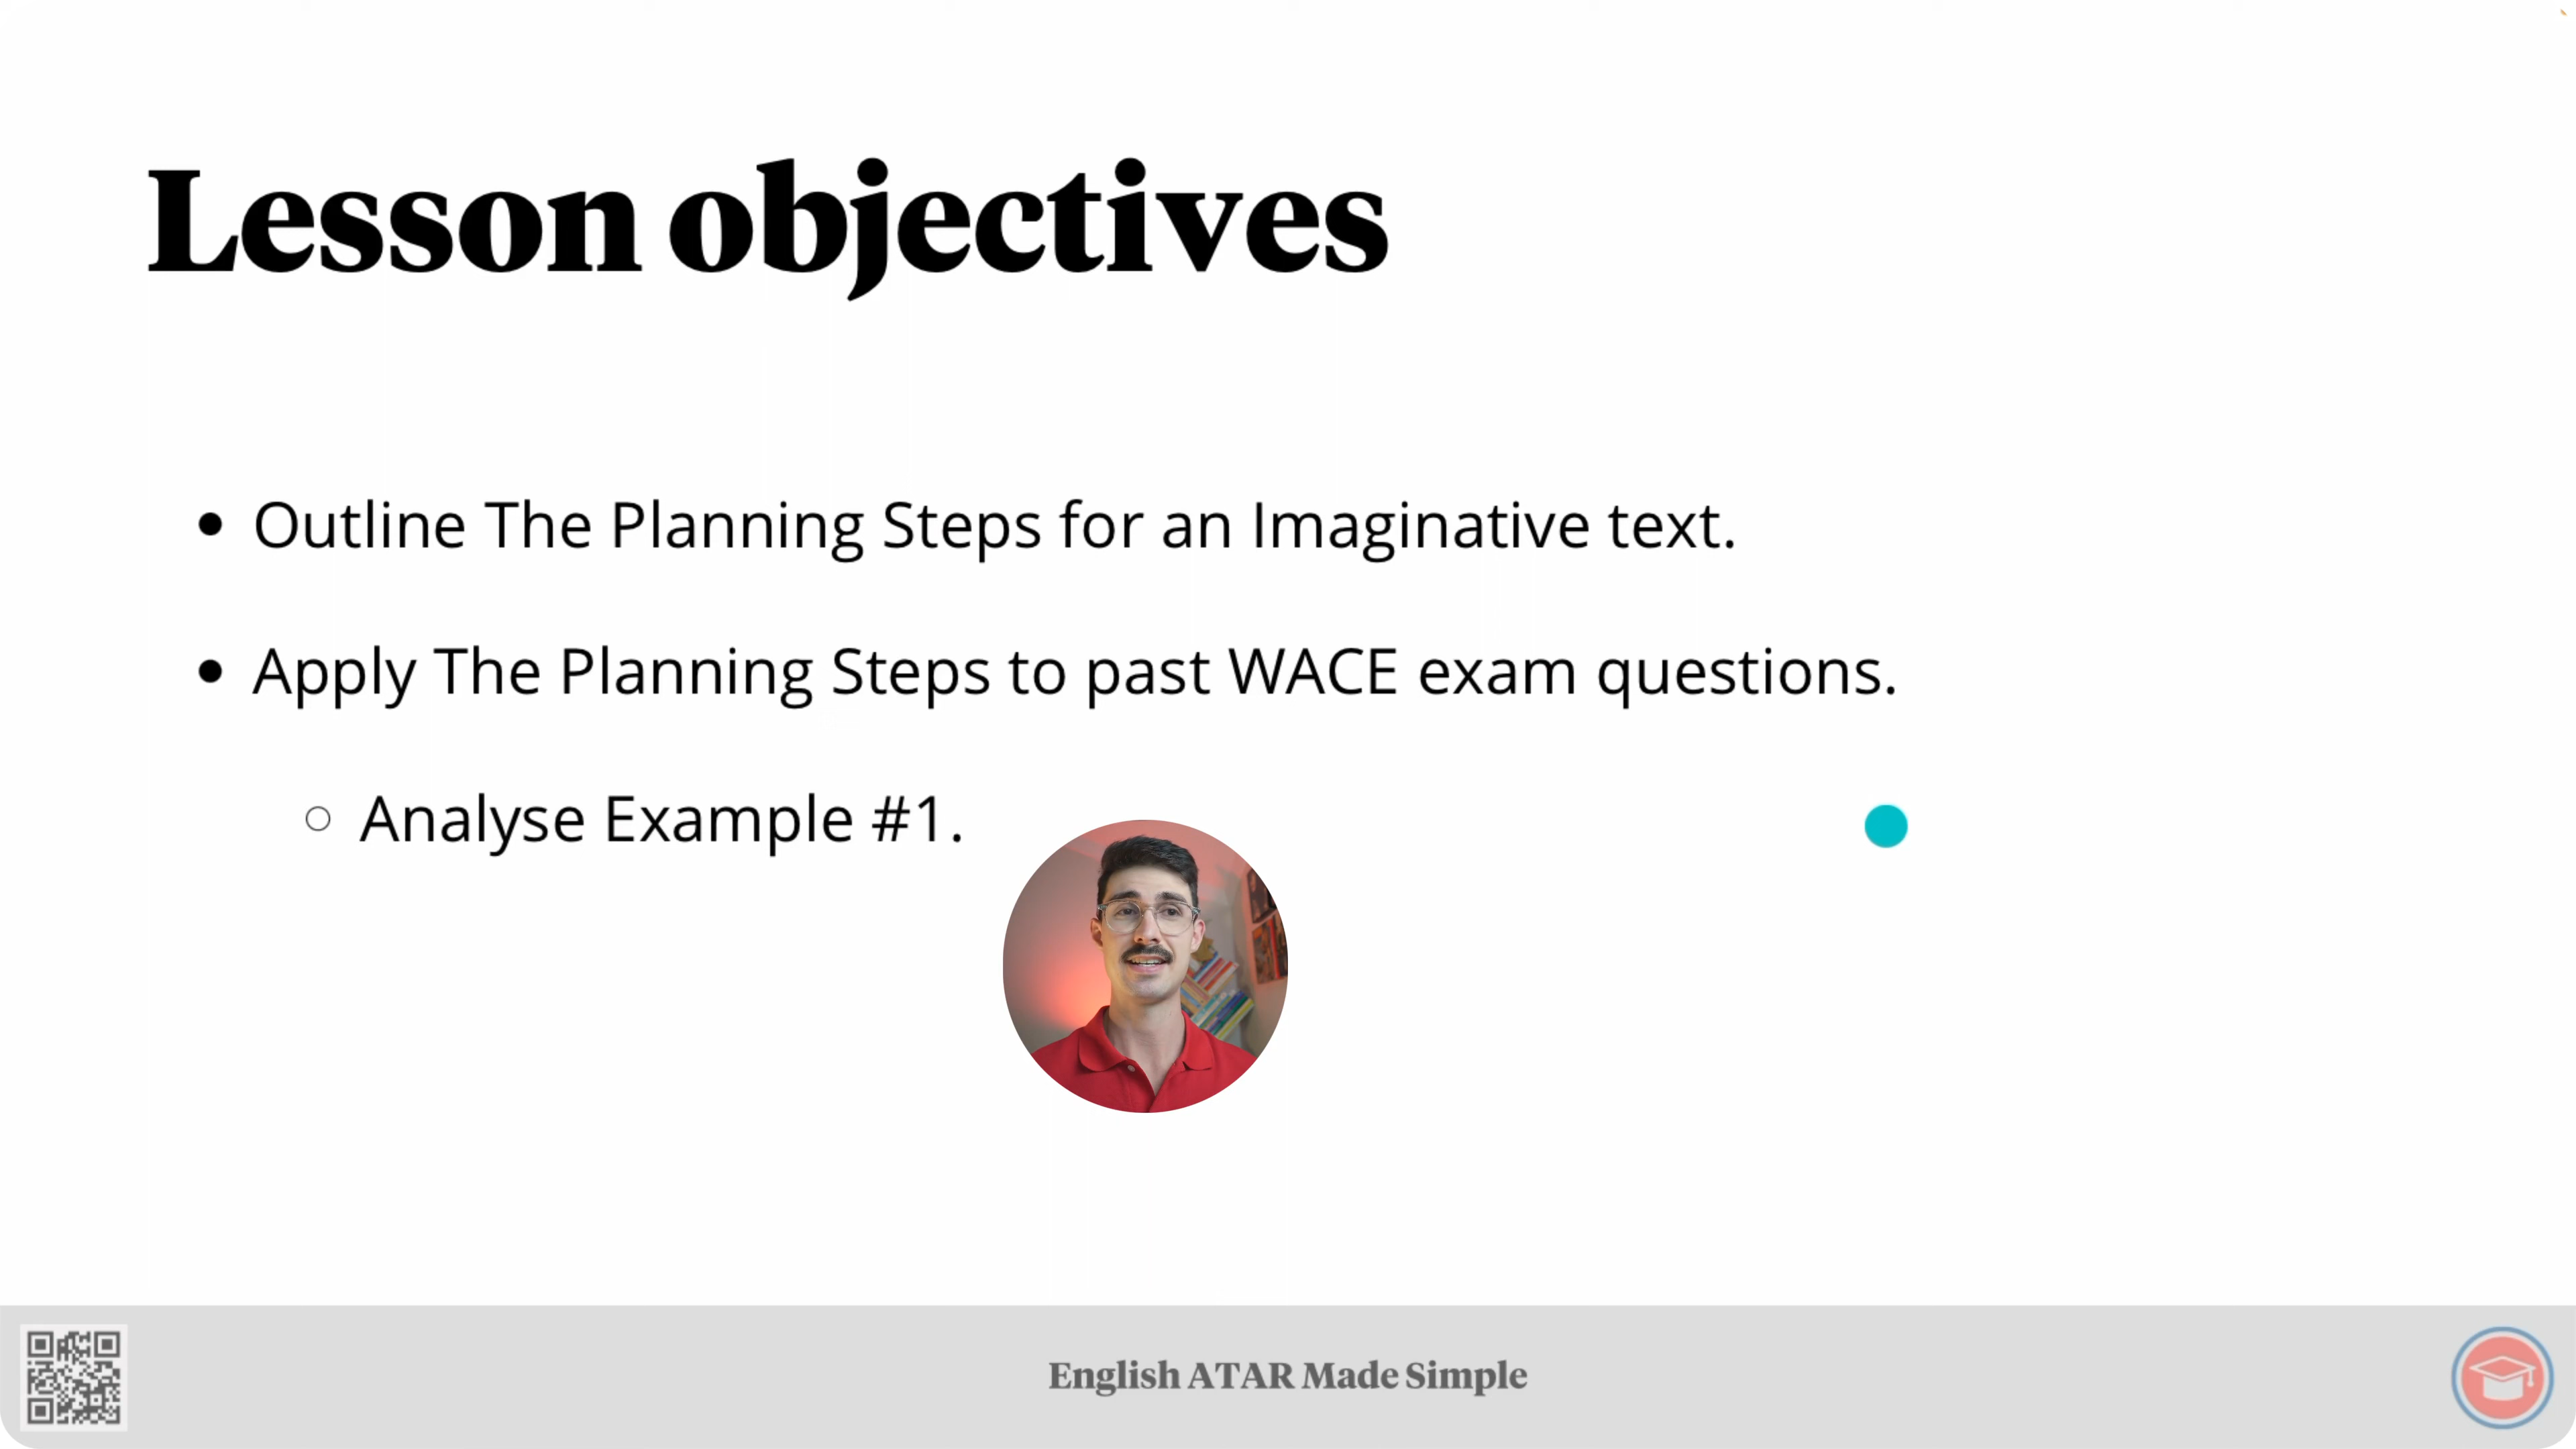 Lesson objectives
Outline The Planning Steps for an Imaginative text.
Apply The Planning Steps to past WACE exam questions.
Analyse Example #1.
English ATAR Made Simple